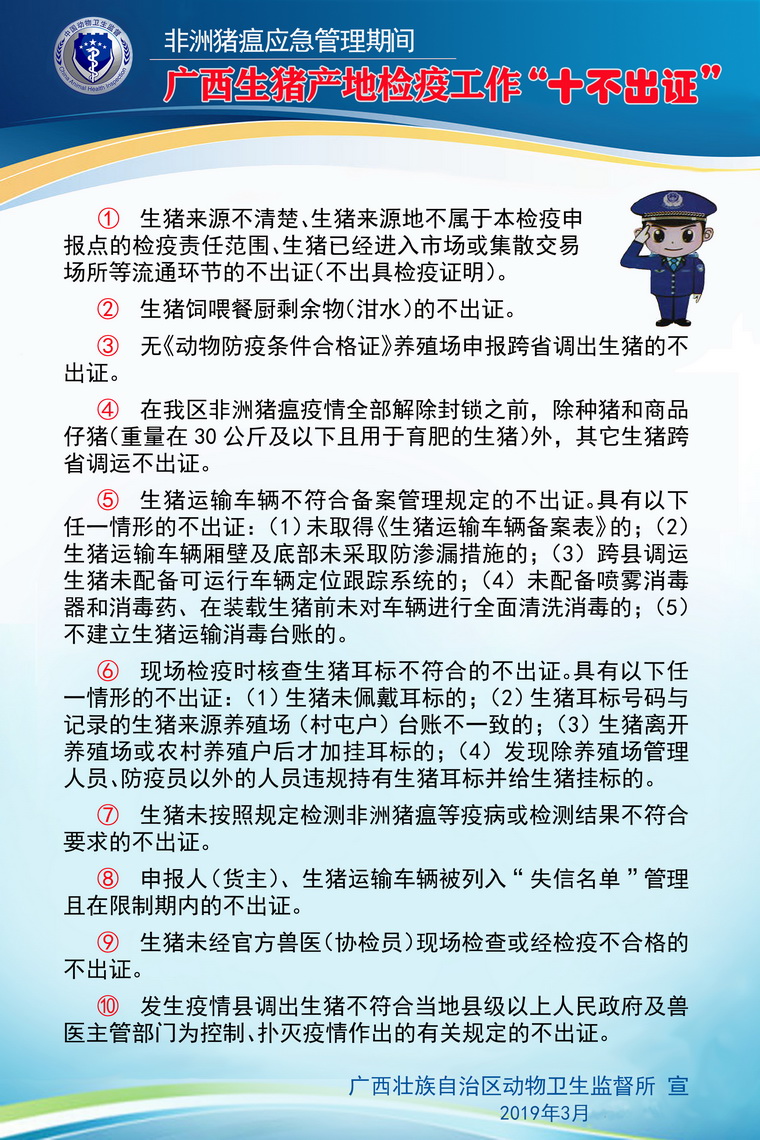 中国动物卫生监督
China Animal Health Inspection
非洲猪瘟应急管理期间
广西生猪产地检疫工作“十不出证”
① 生猪来源不清楚、生猪来源地不属于本检疫申
报点的检疫责任范围、生猪已经进入市场或集散交易
场所等流通环节的不出证（不出具检疫证明）。
② 生猪饲喂餐厨剩余物（泔水）的不出证。
③ 无《动物防疫条件合格证》养殖场申报跨省调出生猪的不
出证。
④ 在我区非洲猪瘟疫情全部解除封锁之前，除种猪和商品
仔猪（重量在30公斤及以下且用于育肥的生猪）外，其它生猪跨
省调运不出证。
⑤ 生猪运输车辆不符合备案管理规定的不出证。具有以下
任一情形的不出证：（1）未取得《生猪运输车辆备案表》的；（2）
生猪运输车辆厢壁及底部未采取防渗漏措施的；（3）跨县调运
生猪未配备可运行车辆定位跟踪系统的；（4）未配备喷雾消毒
器和消毒药、在装载生猪前未对车辆进行全面清洗消毒的；（5）
不建立生猪运输消毒台账的。
⑥ 现场检疫时核查生猪耳标不符合的不出证。具有以下任
一情形的不出证：（1）生猪未佩戴耳标的；（2）生猪耳标号码与
记录的生猪来源养殖场（村屯户）台账不一致的；（3）生猪离开
养殖场或农村养殖户后才加挂耳标的；（4）发现除养殖场管理
人员、防疫员以外的人员违规持有生猪耳标并给生猪挂标的。
⑦ 生猪未按照规定检测非洲猪瘟等疫病或检测结果不符合
要求的不出证。
⑧ 申报人（货主）、生猪运输车辆被列入“失信名单”管理
且在限制期内的不出证。
⑨ 生猪未经官方兽医（协检员）现场检查或经检疫不合格的
不出证。
⑩ 发生疫情县调出生猪不符合当地县级以上人民政府及兽
医主管部门为控制、扑灭疫情作出的有关规定的不出证。
广西壮族自治区动物卫生监督所 宣
2019年3月